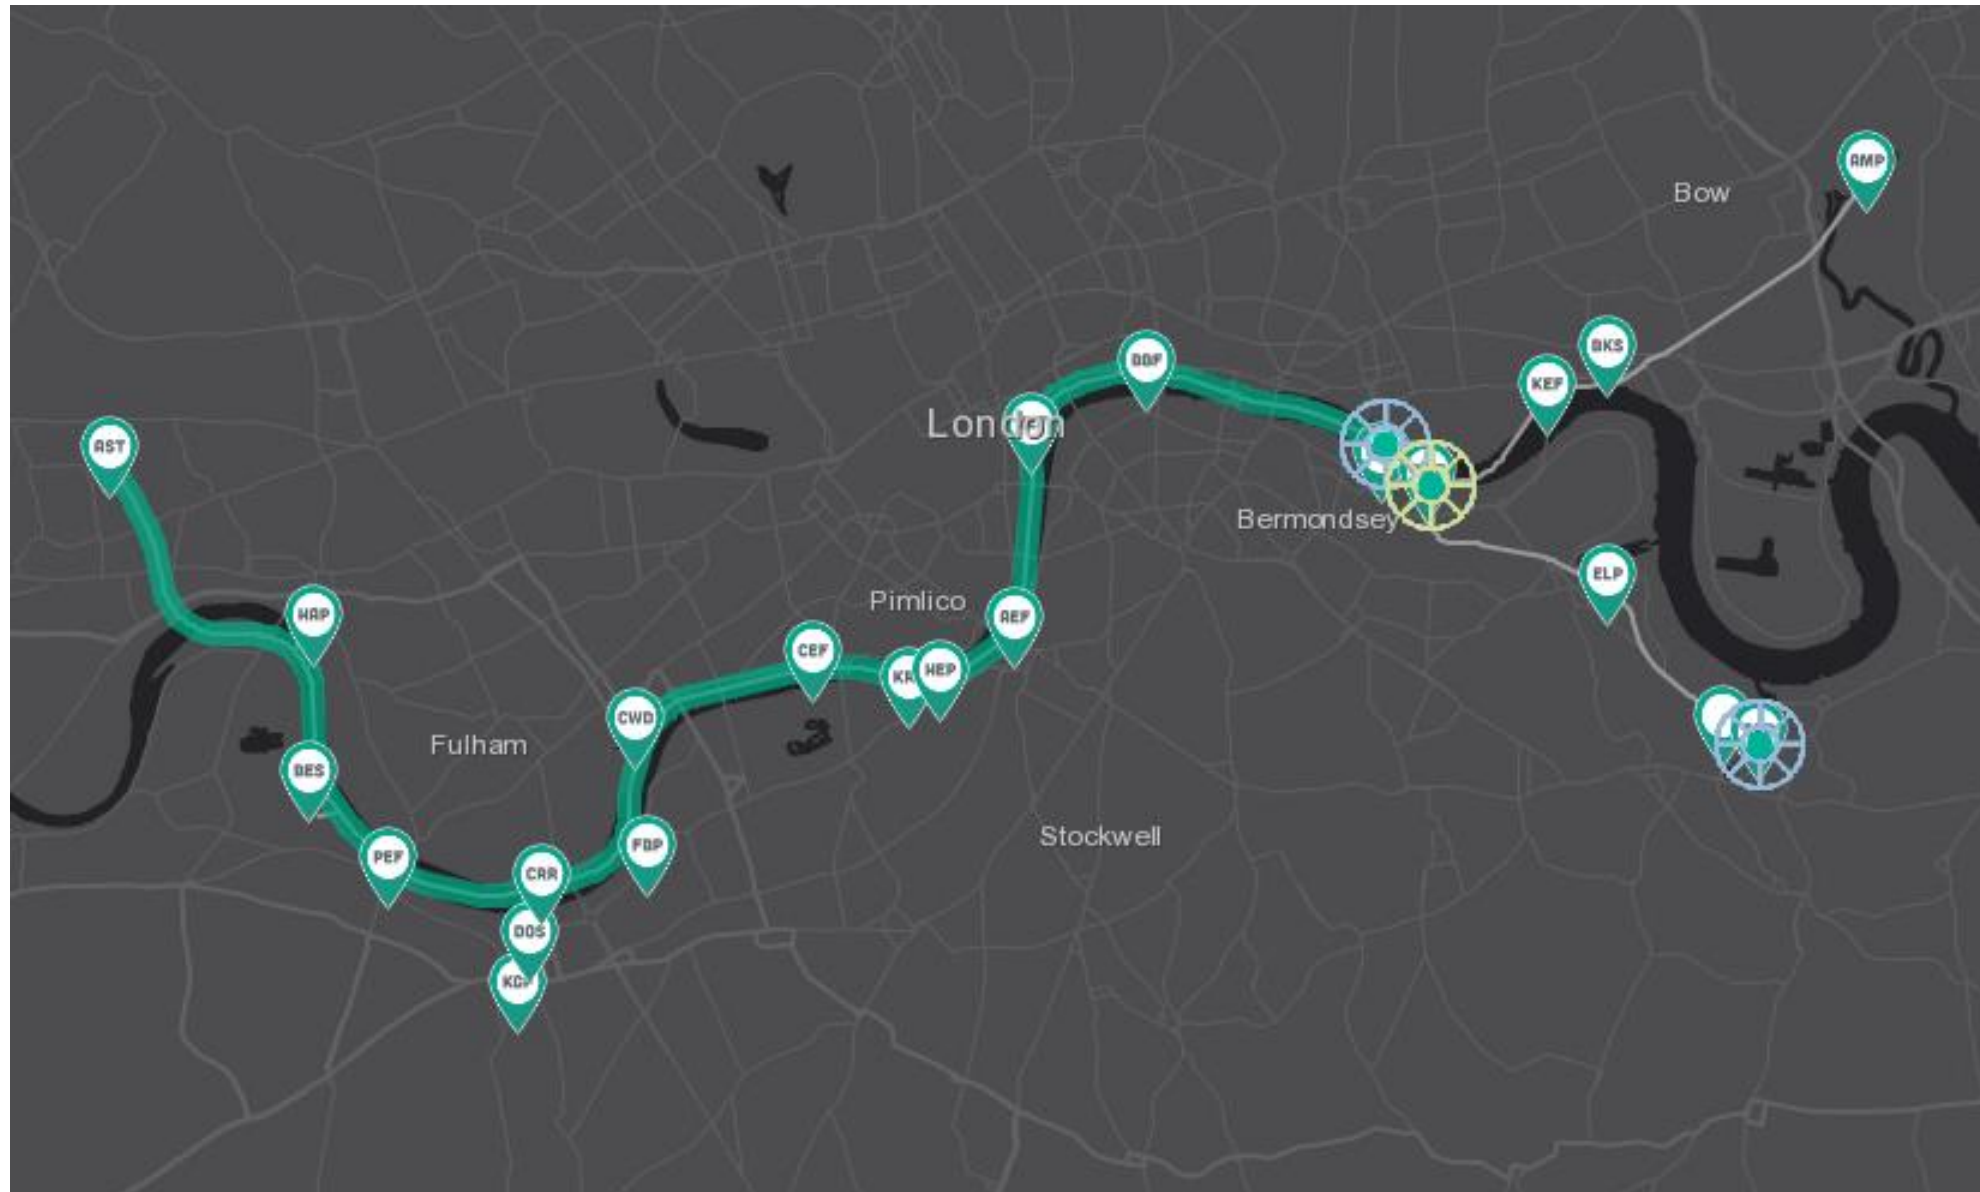 AMP
Bow
BKS
BBF
KEF
London
AST
Bermondsey
ELP
Pimlico
HAP
AEF
CEF
HEP
CWD
Fulham
BES
Stockwell
FBP
PEF
CRR
DOS